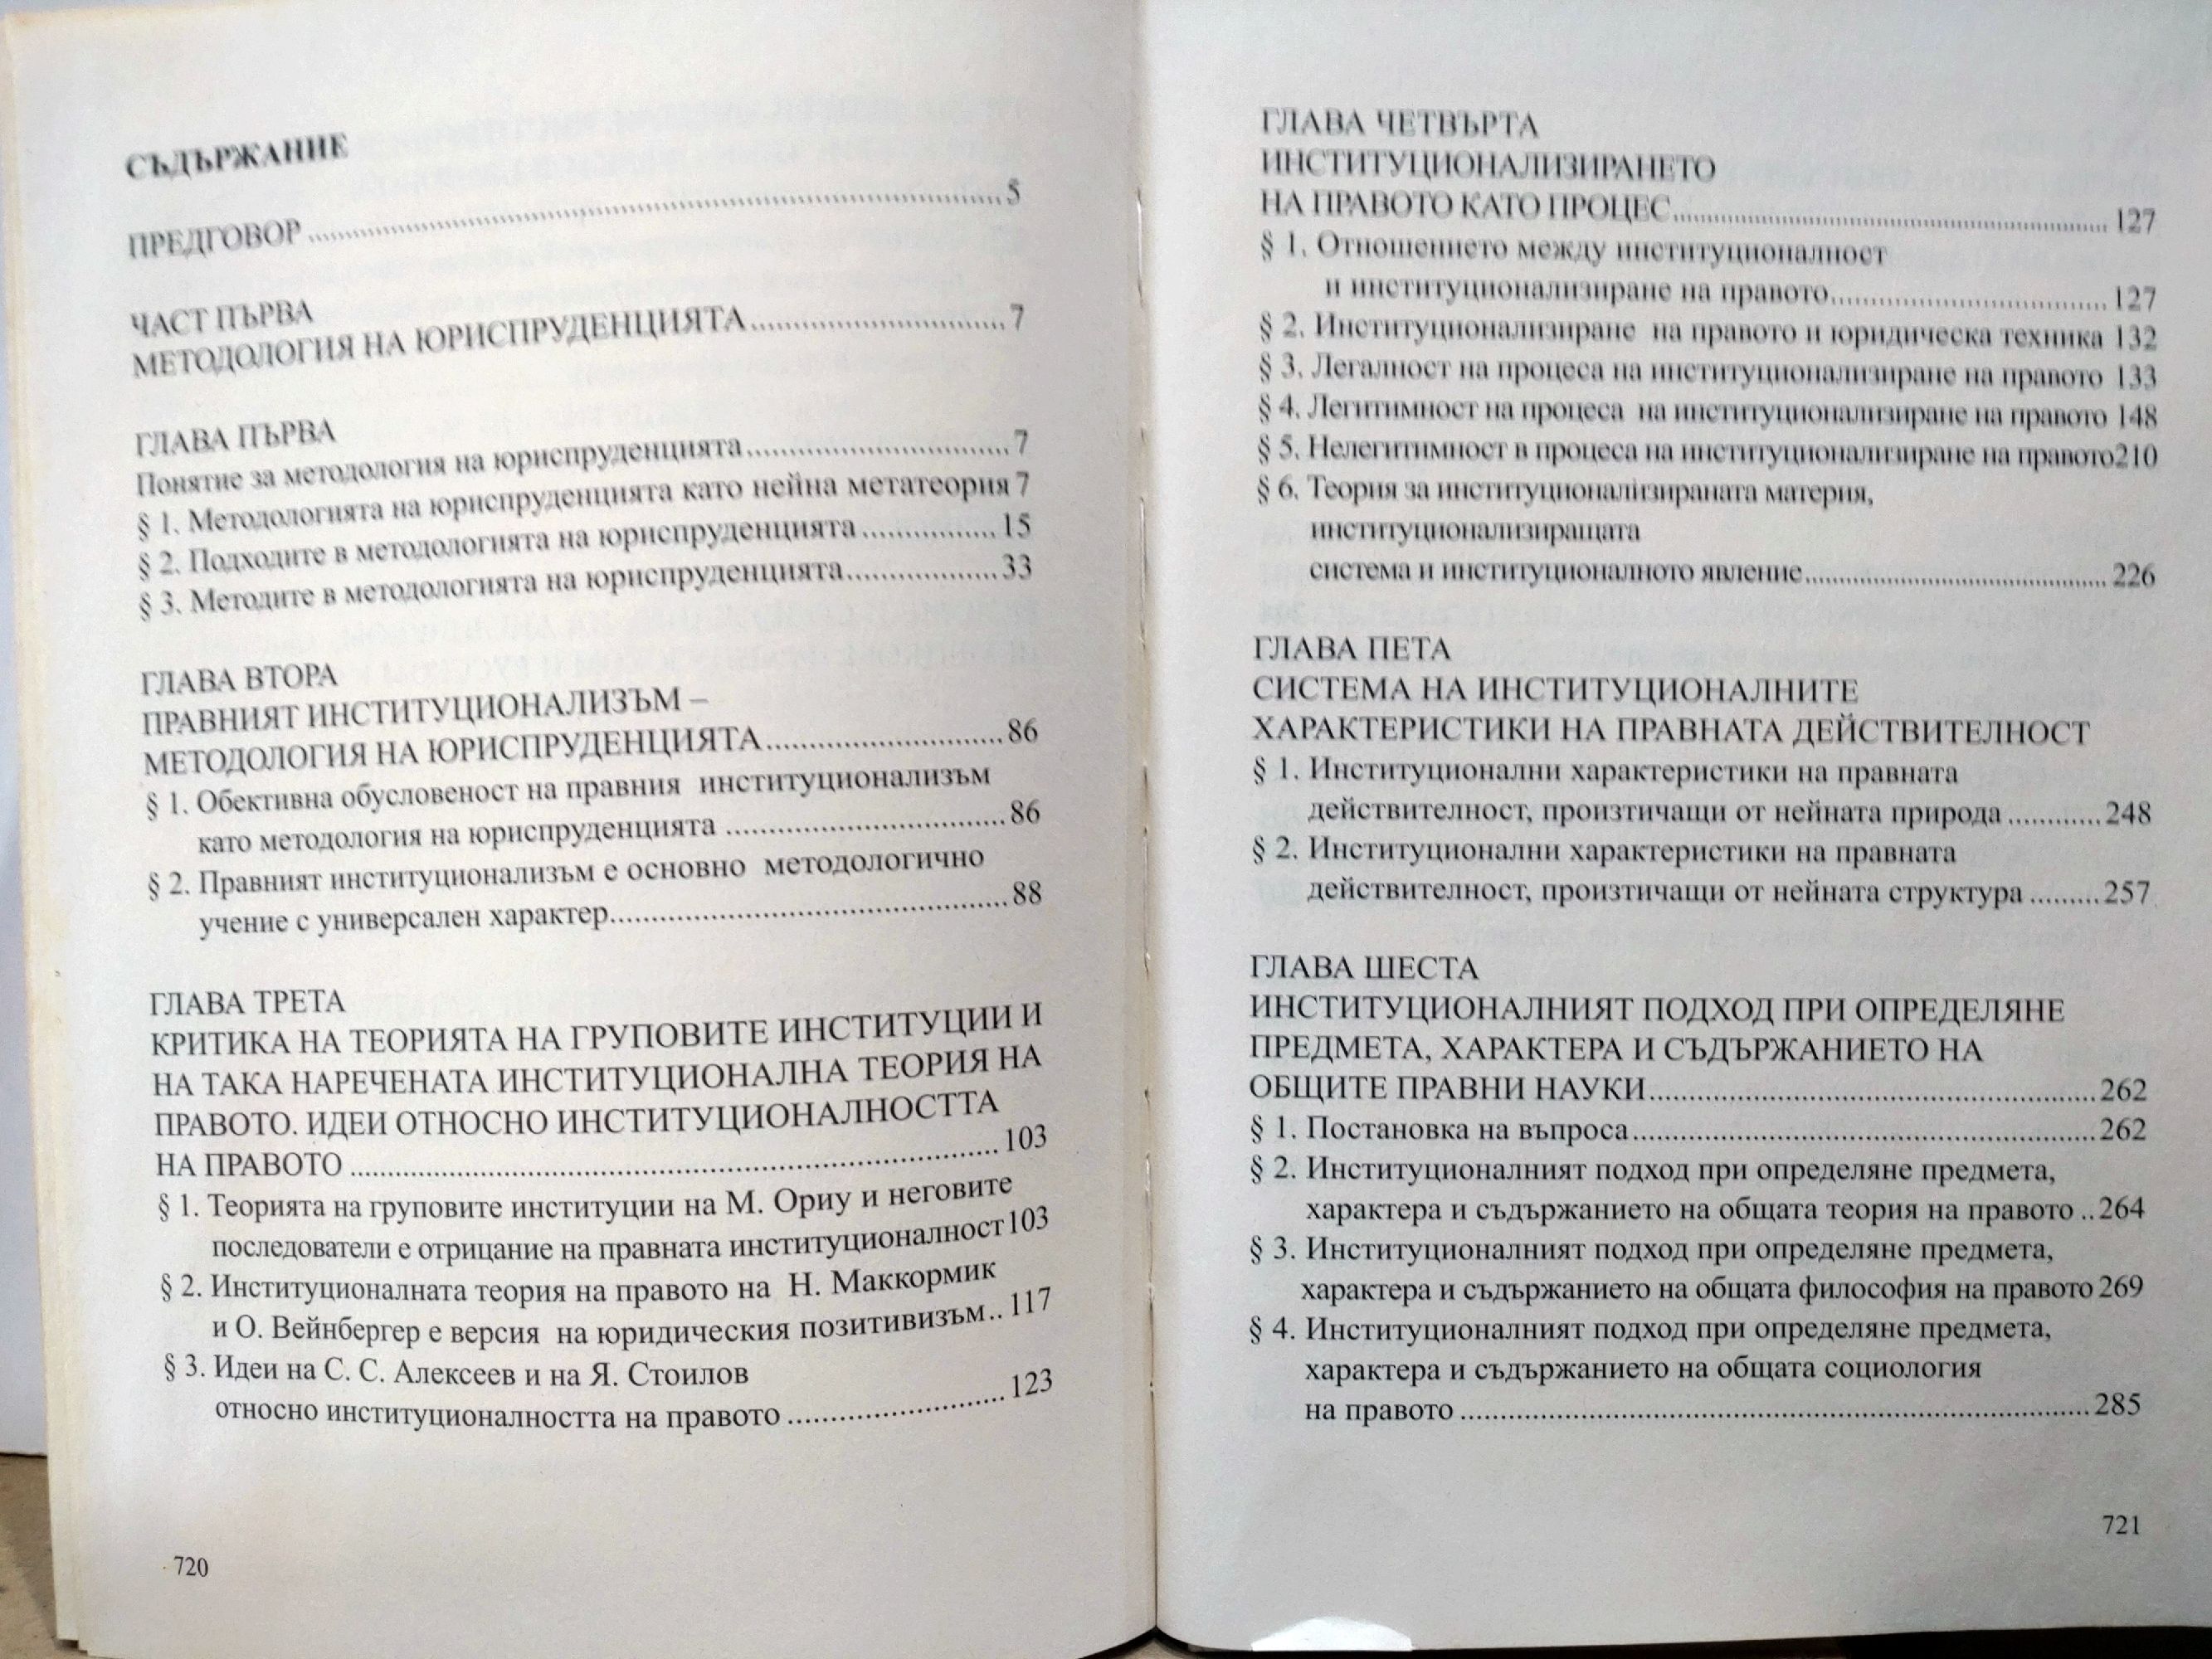 СЪДЪРЖАНИЕ
ПРЕДГОВОР ........ 5
ЧАСТ ПЪРВА
МЕТОДОЛОГИЯ НА ЮРИСПРУДЕНЦИЯТА ........ 7
ГЛАВА ПЪРВА
Понятие за методология на юриспруденцията ........ 7
§ 1. Методологията на юриспруденцията като нейна метатеория 7
§ 2. Подходите в методологията на юриспруденцията ........ 15
§ 3. Методите в методологията на юриспруденцията ........ 33
ГЛАВА ВТОРА
ПРАВНИЯТ ИНСТИТУЦИОНАЛИЗЪМ –
МЕТОДОЛОГИЯ НА ЮРИСПРУДЕНЦИЯТА ........ 86
§ 1. Обективна обусловеност на правния институционализъм
като методология на юриспруденцията ........ 86
§ 2. Правният институционализъм е основно методологично
учение с универсален характер ........ 88
ГЛАВА ТРЕТА
КРИТИКА НА ТЕОРИЯТА НА ГРУПОВИТЕ ИНСТИТУЦИИ И
НА ТАКА НАРЕЧЕНАТА ИНСТИТУЦИОНАЛНА ТЕОРИЯ НА
ПРАВОТО. ИДЕИ ОТНОСНО ИНСТИТУЦИОНАЛНОСТТА
НА ПРАВОТО ........ 103
§ 1. Теорията на груповите институции на М. Ориу и неговите
последователи е отрицание на правната институционалност 103
§ 2. Институционалната теория на правото на Н. Маккормик
и О. Вейнбергер е версия на юридическия позитивизъм .. 117
§ 3. Идеи на С. С. Алексеев и на Я. Стоилов
относно институционалността на правото ........ 123
720
ГЛАВА ЧЕТВЪРТА
ИНСТИТУЦИОНАЛИЗИРАНЕТО
НА ПРАВОТО КАТО ПРОЦЕС ........ 127
§ 1. Отношението между институционалност
и институционализиране на правото ........ 127
§ 2. Институционализиране на правото и юридическа техника 132
§ 3. Легалност на процеса на институционализиране на правото 133
§ 4. Легитимност на процеса на институционализиране на правото 148
§ 5. Нелегитимност в процеса на институционализиране на правото210
§ 6. Теория за институционализираната материя,
институционализиращата
система и институционалното явление ........ 226
ГЛАВА ПЕТА
СИСТЕМА НА ИНСТИТУЦИОНАЛНИТЕ
ХАРАКТЕРИСТИКИ НА ПРАВНАТА ДЕЙСТВИТЕЛНОСТ
§ 1. Институционални характеристики на правната
действителност, произтичащи от нейната природа ........ 248
§ 2. Институционални характеристики на правната
действителност, произтичащи от нейната структура ........ 257
ГЛАВА ШЕСТА
ИНСТИТУЦИОНАЛНИЯТ ПОДХОД ПРИ ОПРЕДЕЛЯНЕ
ПРЕДМЕТА, ХАРАКТЕРА И СЪДЪРЖАНИЕТО НА
ОБЩИТЕ ПРАВНИ НАУКИ ........ 262
§ 1. Постановка на въпроса ........ 262
§ 2. Институционалният подход при определяне предмета,
характера и съдържанието на общата теория на правото .. 264
§ 3. Институционалният подход при определяне предмета,
характера и съдържанието на общата философия на правото 269
§ 4. Институционалният подход при определяне предмета,
характера и съдържанието на общата социология
на правото ........ 285
721